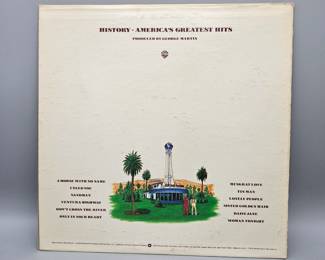 HISTORY · AMERICA'S GREATEST HITS
PRODUCED BY GEORGE MARTIN
A HORSE WITH NO NAME
I NEED YOU
SANDMAN
VENTURA HIGHWAY
DON'T CROSS THE RIVER
ONLY IN YOUR HEART
MUSKRAT LOVE
TIN MAN
LONELY PEOPLE
SISTER GOLDEN HAIR
DAISY JANE
WOMAN TONIGHT